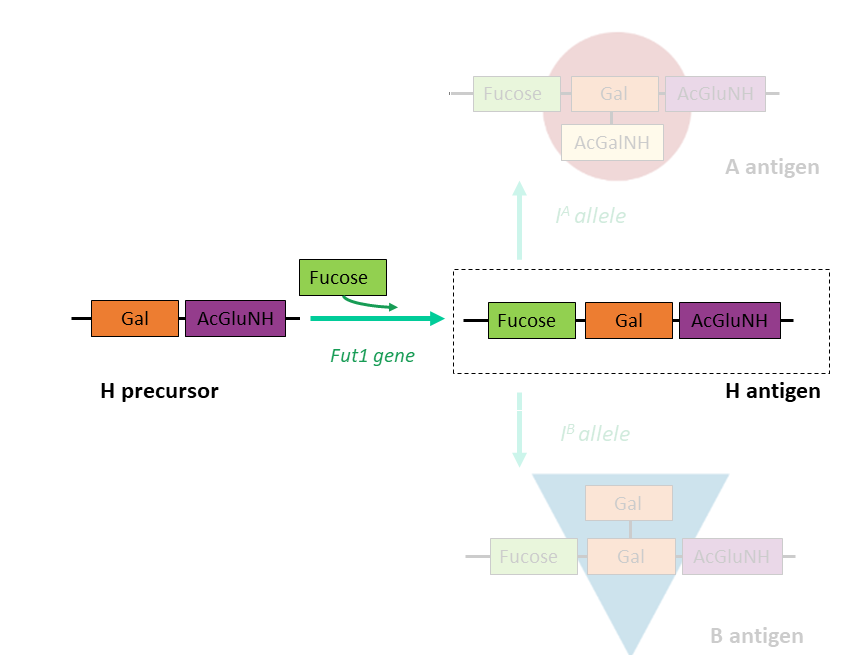 Fucose
Gal
AcGluNH
AcGalNH
A antigen
I^A allele
Fucose
Gal
AcGluNH
Fut1 gene
H precursor
Fucose
Gal
AcGluNH
H antigen
I^B allele
Gal
Fucose
Gal
AcGluNH
B antigen